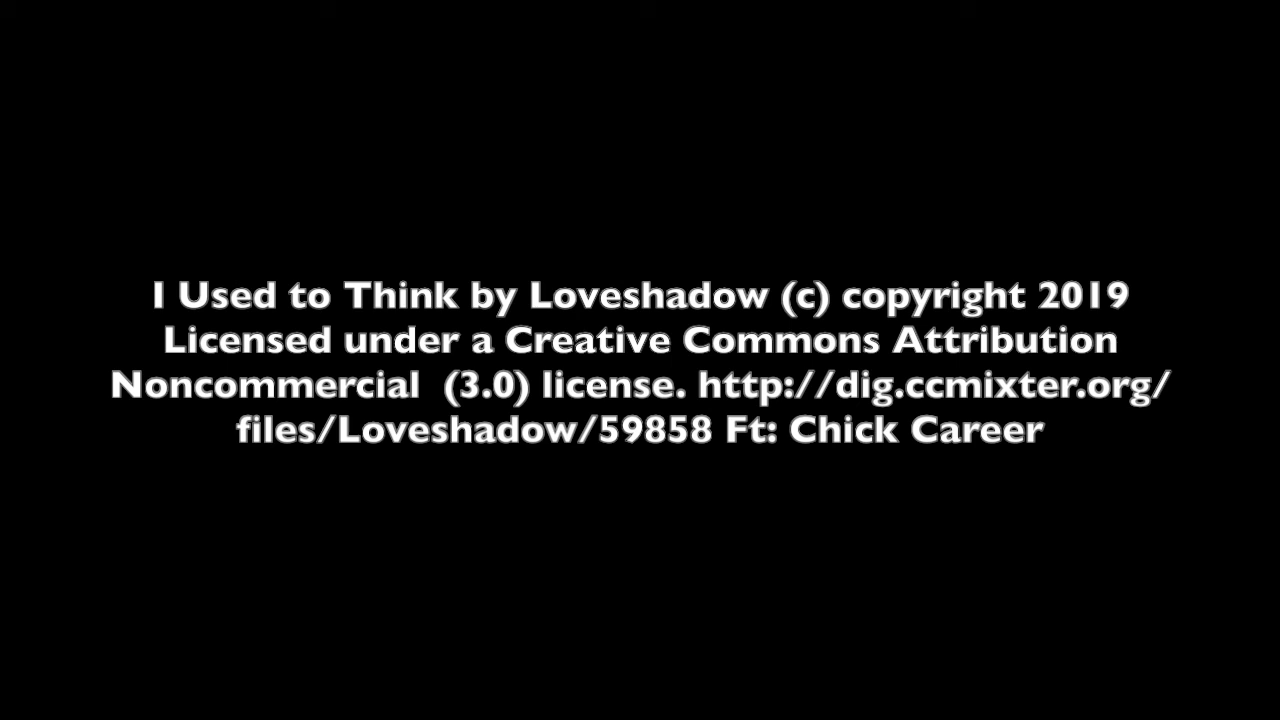 I Used to Think by Loveshadow (c) copyright 2019
Licensed under a Creative Commons Attribution
Noncommercial  (3.0) license. http://dig.ccmixter.org/
files/Loveshadow/59858 Ft: Chick Career